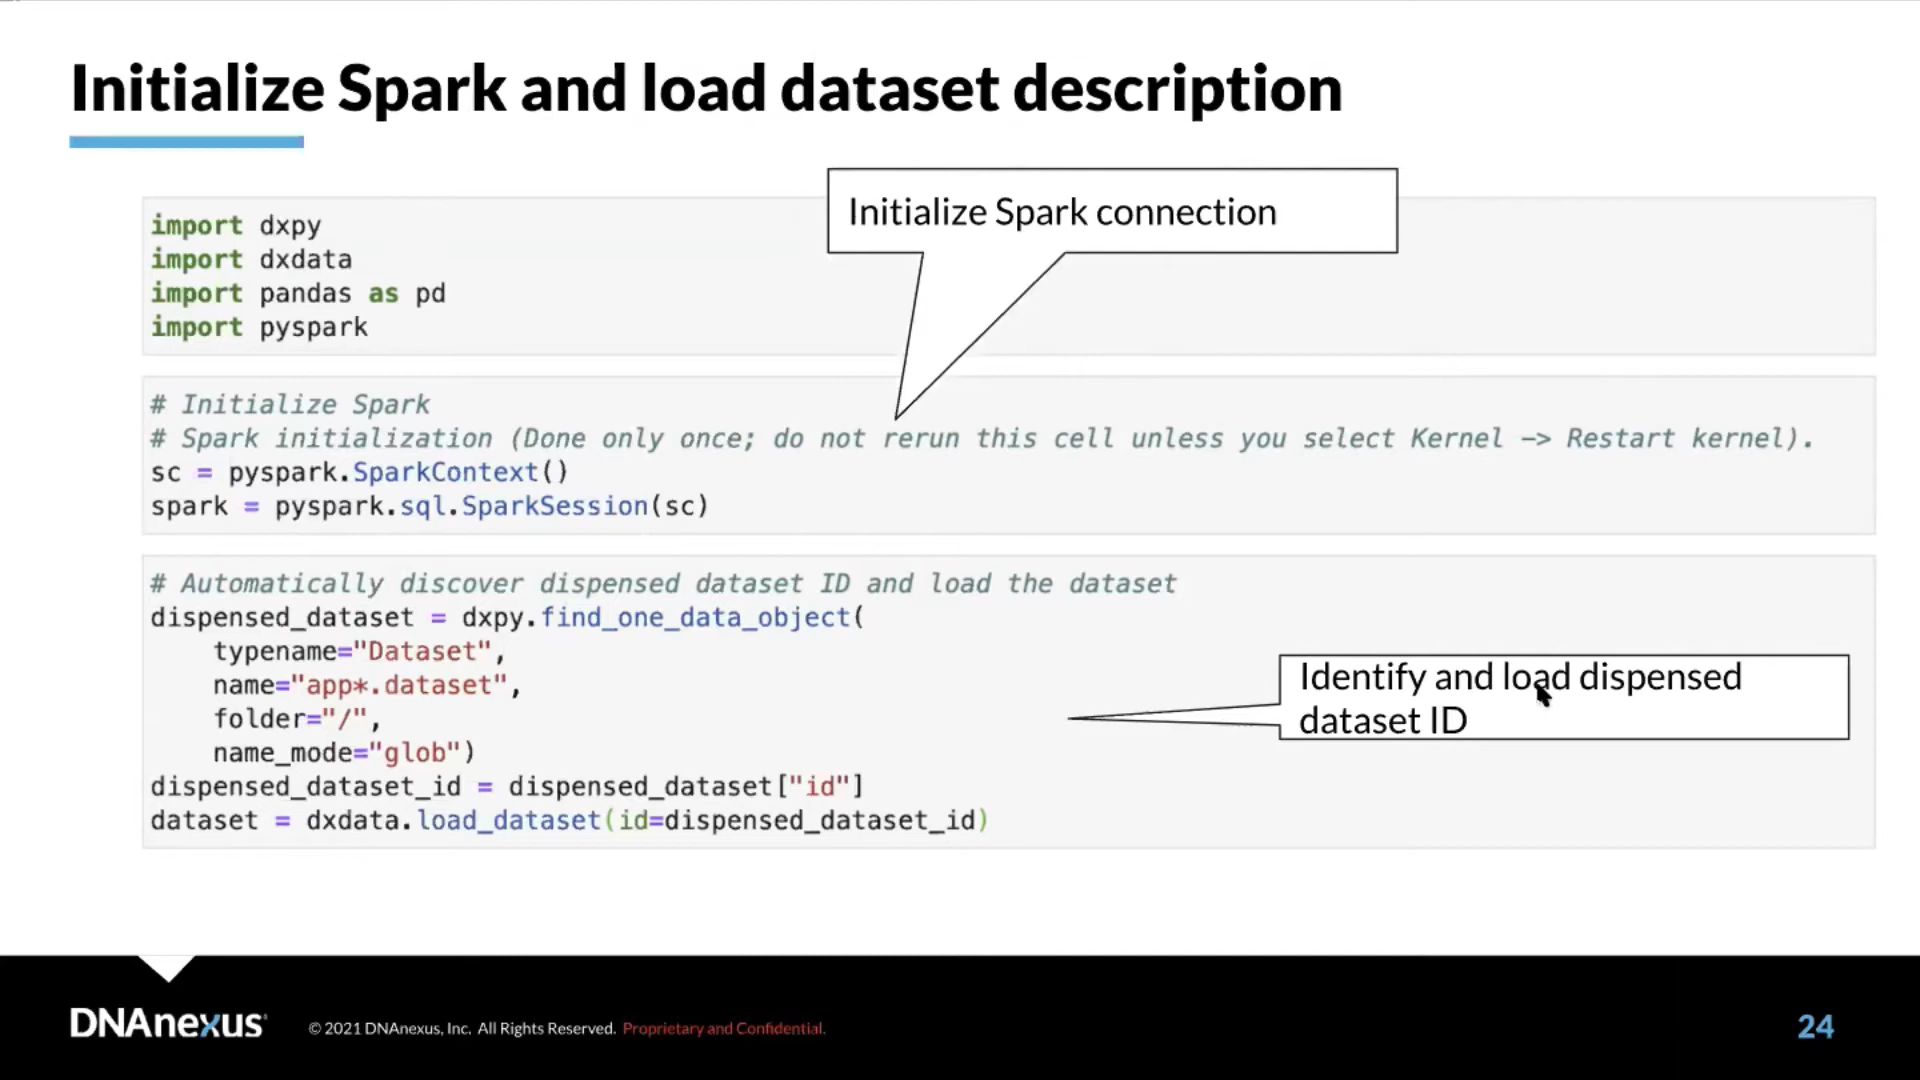 Initialize Spark and load dataset description
Initialize Spark connection
import dxpy
import dxdata
import pandas as pd
import pyspark
# Initialize Spark
# Spark initialization (Done only once; do not rerun this cell unless you select Kernel -> Restart kernel).
sc = pyspark.SparkContext()
spark = pyspark.sql.SparkSession(sc)
# Automatically discover dispensed dataset ID and load the dataset
dispensed_dataset = dxpy.find_one_data_object(
    typename="Dataset",
    name="app*.dataset",
    folder="/",
    name_mode="glob")
dispensed_dataset_id = dispensed_dataset["id"]
dataset = dxdata.load_dataset(id=dispensed_dataset_id)
Identify and load dispensed
dataset ID
DNAnexus
© 2021 DNAnexus, Inc. All Rights Reserved. Proprietary and Confidential.
24